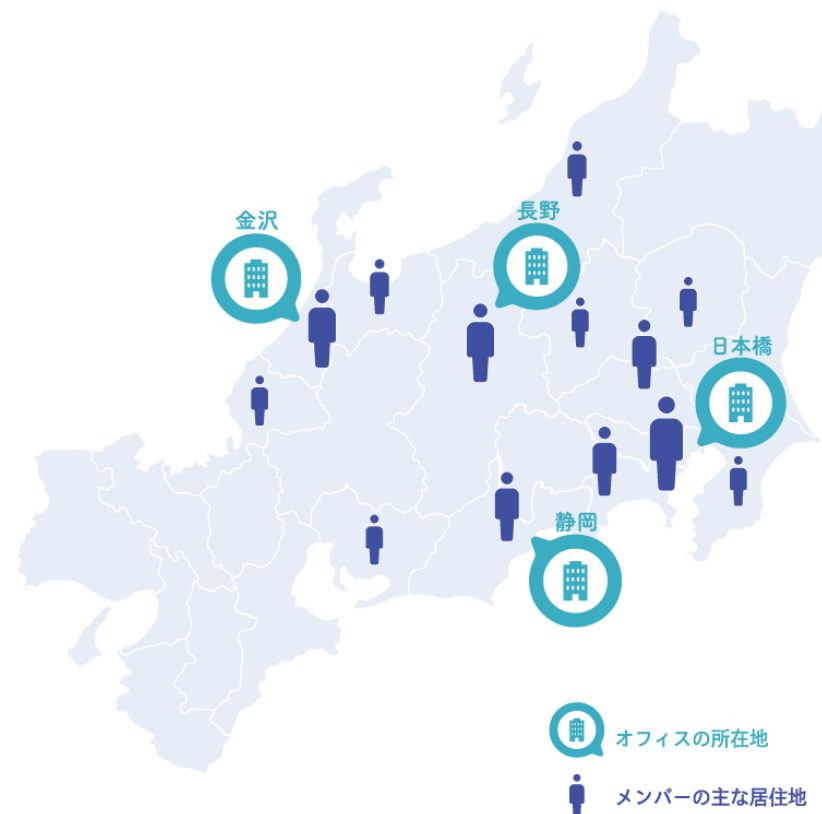 長野
金沢
日本橋
静岡
オフィスの所在地
メンバーの主な居住地